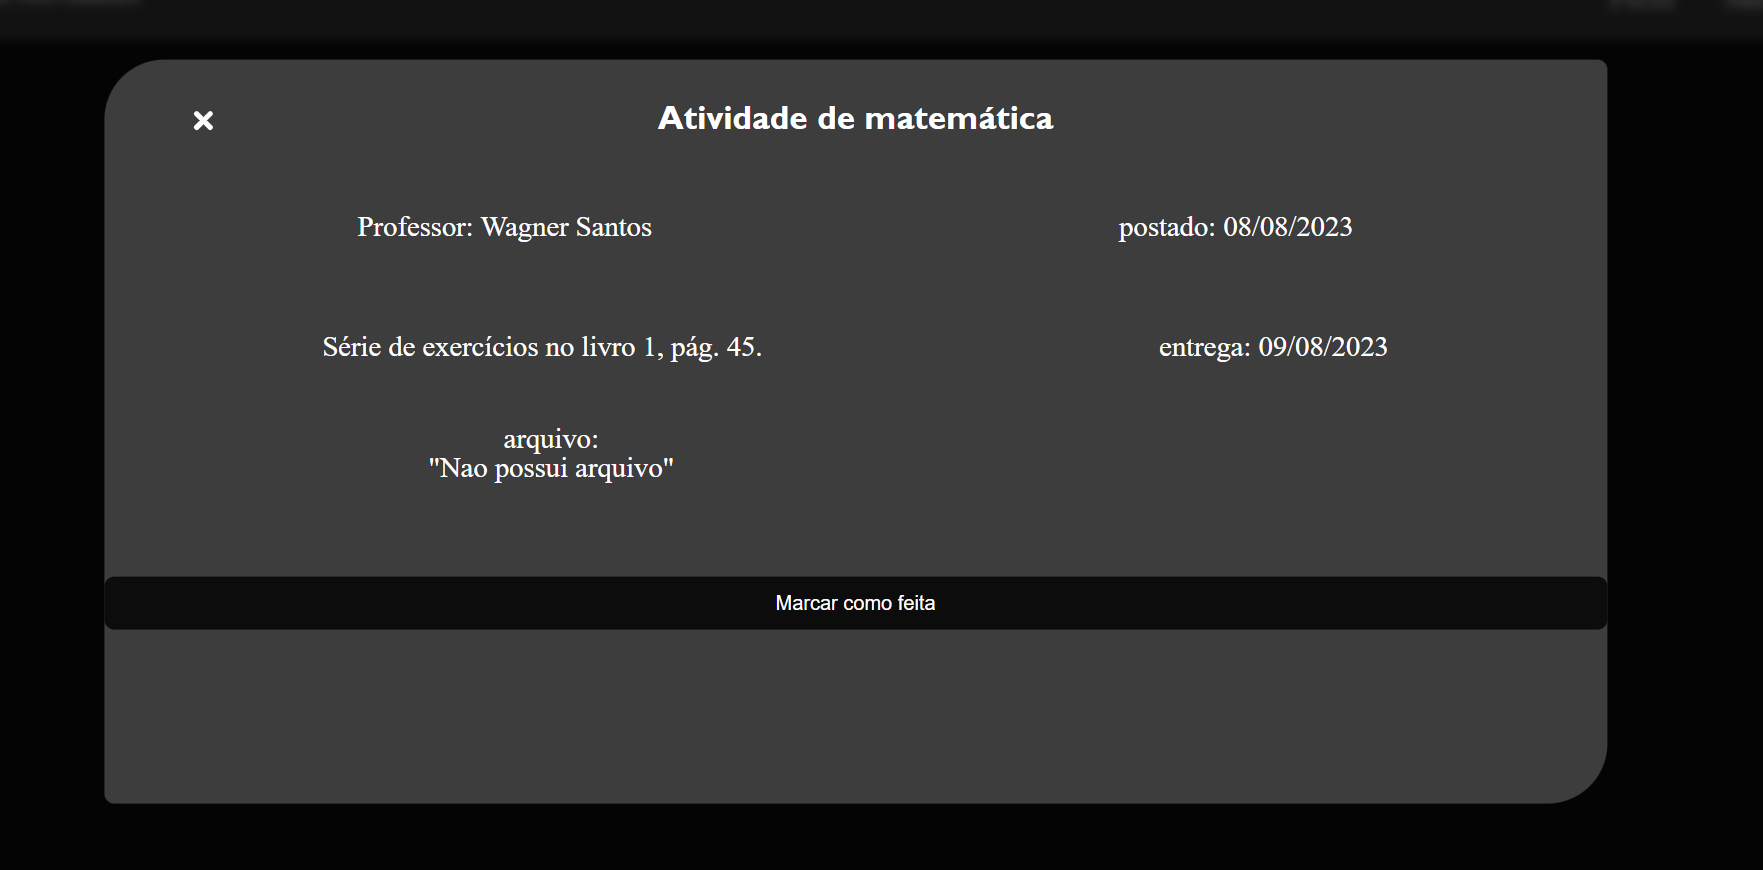 Atividade de matemática
Professor: Wagner Santos
postado: 08/08/2023
Série de exercícios no livro 1, pág. 45.
entrega: 09/08/2023
arquivo:
"Nao possui arquivo"
Marcar como feita